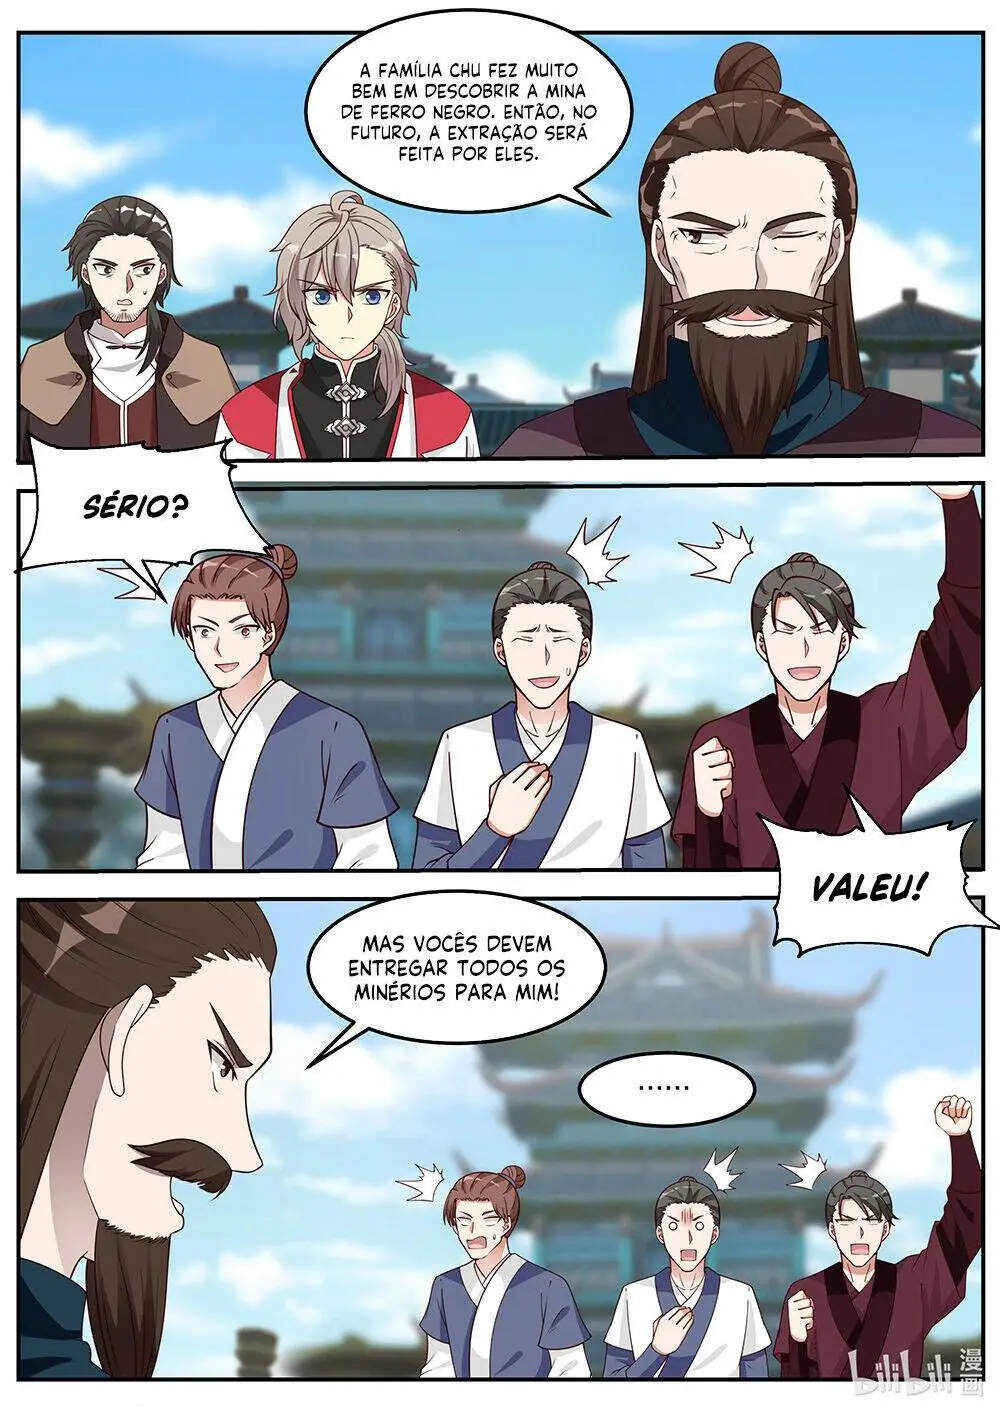 A FAMÍLIA CHU FEZ MUITO
BEM EM DESCOBRIR A MINA
DE FERRO NEGRO. ENTÃO, NO
FUTURO, A EXTRAÇÃO SERÁ
FEITA POR ELES.
SÉRIO?
VALEU!
MAS VOCÊS DEVEM
ENTREGAR TODOS OS
MINÉRIOS PARA MIM!
......
bilibili 漫画